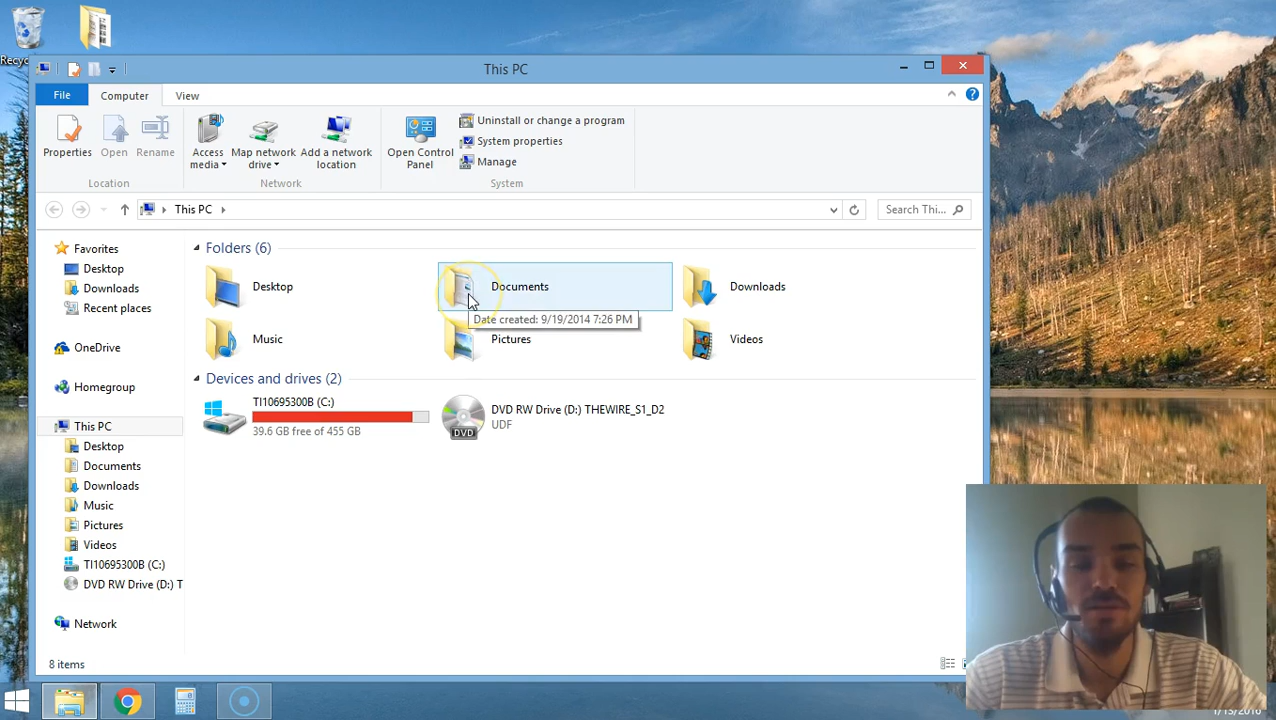 Recyc
This PC
File
Computer
View
Properties
Open
Rename
Access media
Map network drive
Add a network location
Open Control Panel
Uninstall or change a program
System properties
Manage
Location
Network
System
This PC
Search Thi...
Favorites
Desktop
Downloads
Recent places
OneDrive
Homegroup
This PC
Desktop
Documents
Downloads
Music
Pictures
Videos
TI10695300B (C:)
DVD RW Drive (D:) T
Network
Folders (6)
Desktop
Documents
Downloads
Date created: 9/19/2014 7:26 PM
Music
Pictures
Videos
Devices and drives (2)
TI10695300B (C:)
39.6 GB free of 455 GB
DVD RW Drive (D:) THEWIRE_S1_D2
UDF
DVD
8 items